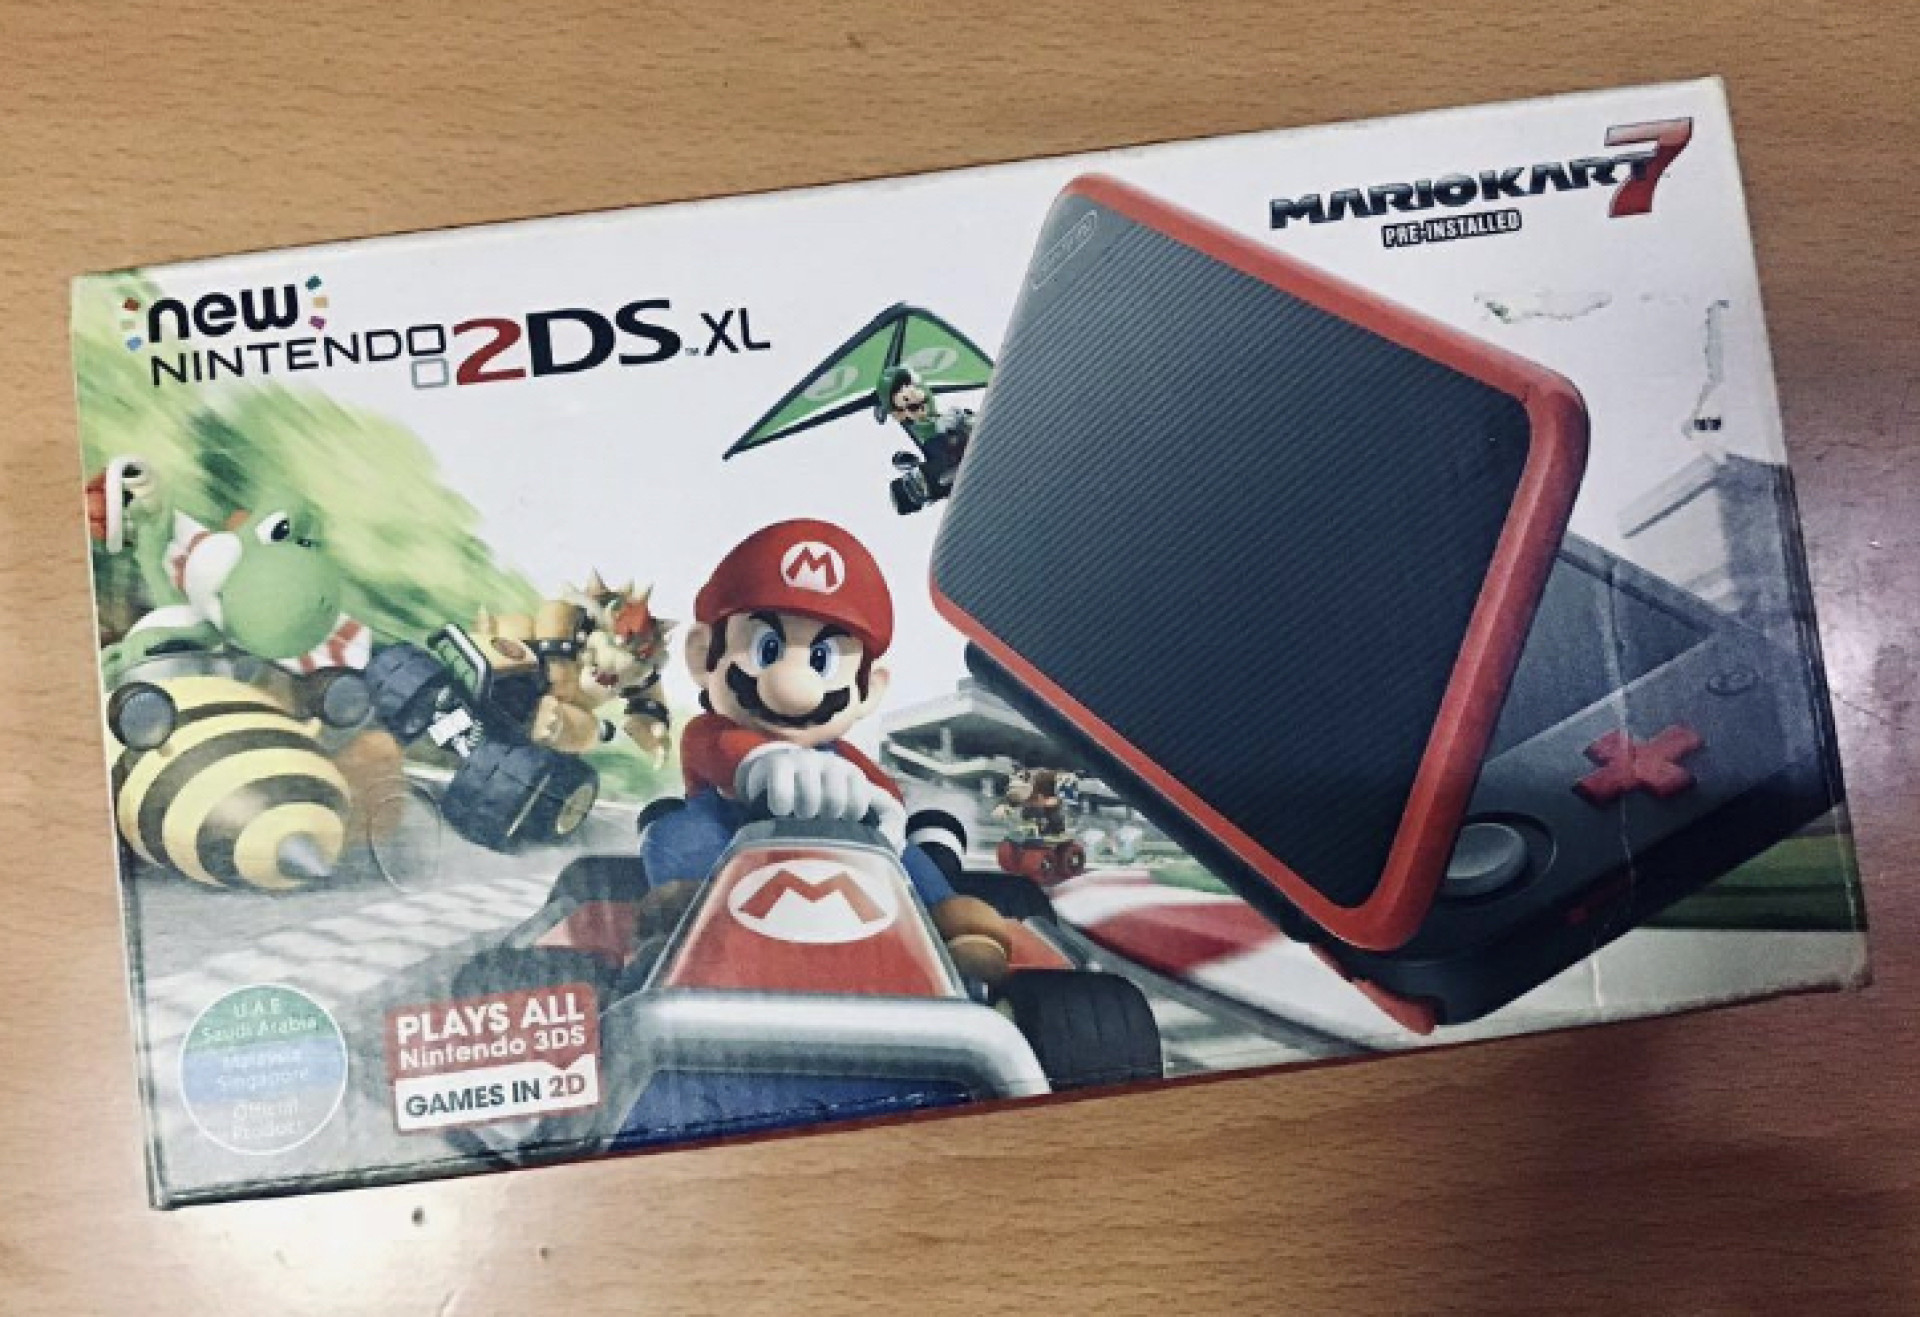 new
NINTENDO 2DS™ XL
MARIOKART 7
PRE-INSTALLED
M
M
U.A.E
Saudi Arabia
Malaysia
Singapore
Official
Product
PLAYS ALL
Nintendo 3DS
GAMES IN 2D